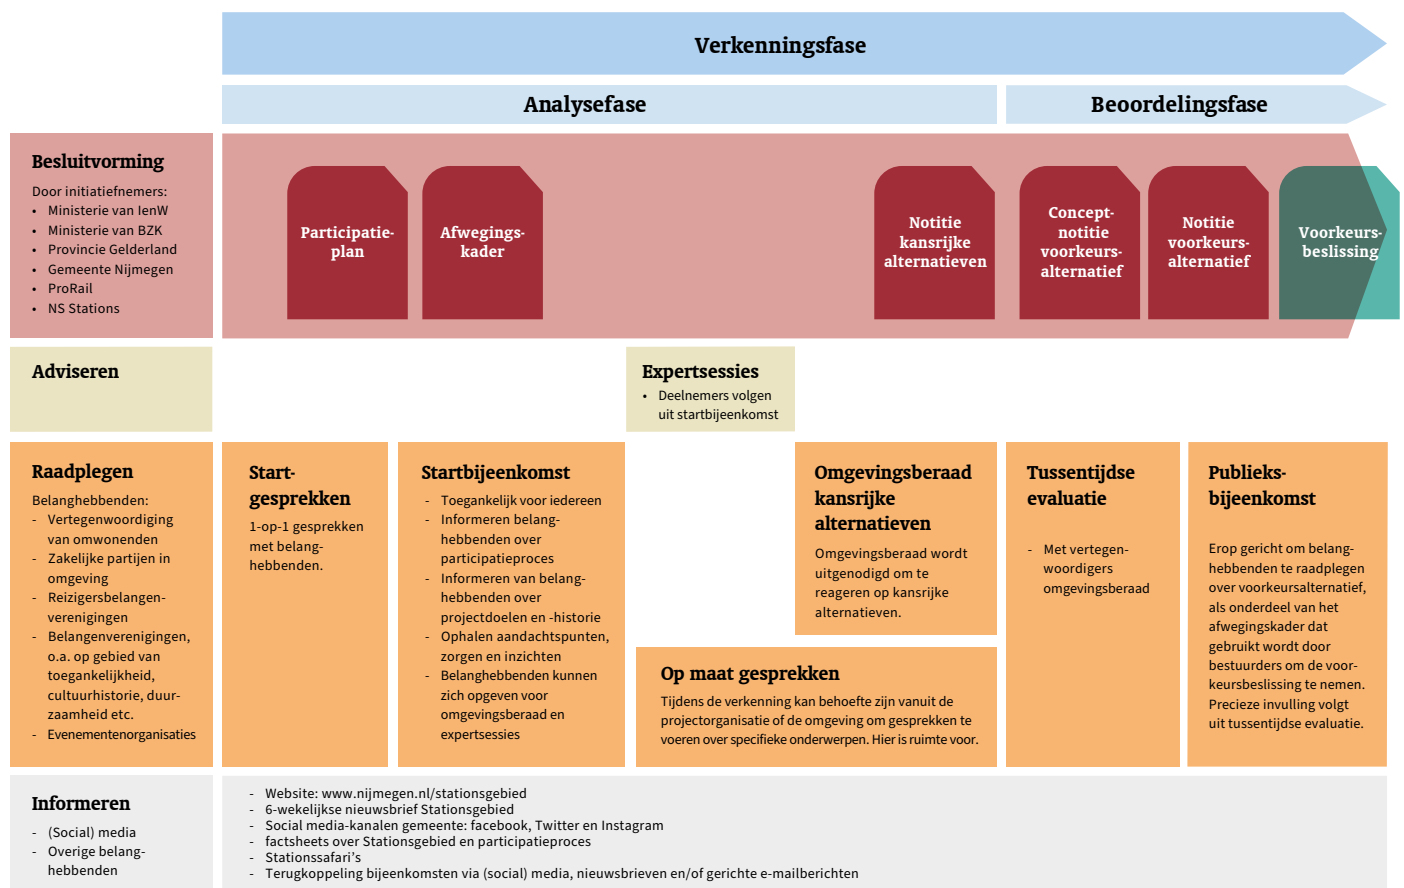 Verkenningsfase
Analysefase
Beoordelingsfase
Besluitvorming
Door initiatiefnemers:
• Ministerie van IenW
• Ministerie van BZK
• Provincie Gelderland
• Gemeente Nijmegen
• ProRail
• NS Stations
Participatie-
plan
Afwegings-
kader
Notitie
kansrijke
alternatieven
Concept-
notitie
voorkeurs-
alternatief
Notitie
voorkeurs-
alternatief
Voorkeurs-
beslissing
Adviseren
Expertsessies
• Deelnemers volgen
uit startbijeenkomst
Raadplegen
Belanghebbenden:
- Vertegenwoordiging
van omwonenden
- Zakelijke partijen in
omgeving
- Reizigersbelangen-
verenigingen
- Belangenverenigingen,
o.a. op gebied van
toegankelijkheid,
cultuurhistorie, duur-
zaamheid etc.
- Evenementenorganisaties
Start-
gesprekken
1-op-1 gesprekken
met belang-
hebbenden.
Startbijeenkomst
- Toegankelijk voor iedereen
- Informeren belang-
hebbenden over
participatieproces
- Informeren van belang-
hebbenden over
projectdoelen en -historie
- Ophalen aandachtspunten,
zorgen en inzichten
- Belanghebbenden kunnen
zich opgeven voor
omgevingsberaad en
expertsessies
Omgevingsberaad
kansrijke
alternatieven
Omgevingsberaad wordt
uitgenodigd om te
reageren op kansrijke
alternatieven.
Op maat gesprekken
Tijdens de verkenning kan behoefte zijn vanuit de
projectorganisatie of de omgeving om gesprekken te
voeren over specifieke onderwerpen. Hier is ruimte voor.
Tussentijdse
evaluatie
- Met vertegen-
woordigers
omgevingsberaad
Publieks-
bijeenkomst
Erop gericht om belang-
hebbenden te raadplegen
over voorkeursalternatief,
als onderdeel van het
afwegingskader dat
gebruikt wordt door
bestuurders om de voor-
keursbeslissing te nemen.
Precieze invulling volgt
uit tussentijdse evaluatie.
Informeren
- (Social) media
- Overige belang-
hebbenden
- Website: www.nijmegen.nl/stationsgebied
- 6-wekelijkse nieuwsbrief Stationsgebied
- Social media-kanalen gemeente: facebook, Twitter en Instagram
- factsheets over Stationsgebied en participatieproces
- Stationssafari's
- Terugkoppeling bijeenkomsten via (social) media, nieuwsbrieven en/of gerichte e-mailberichten